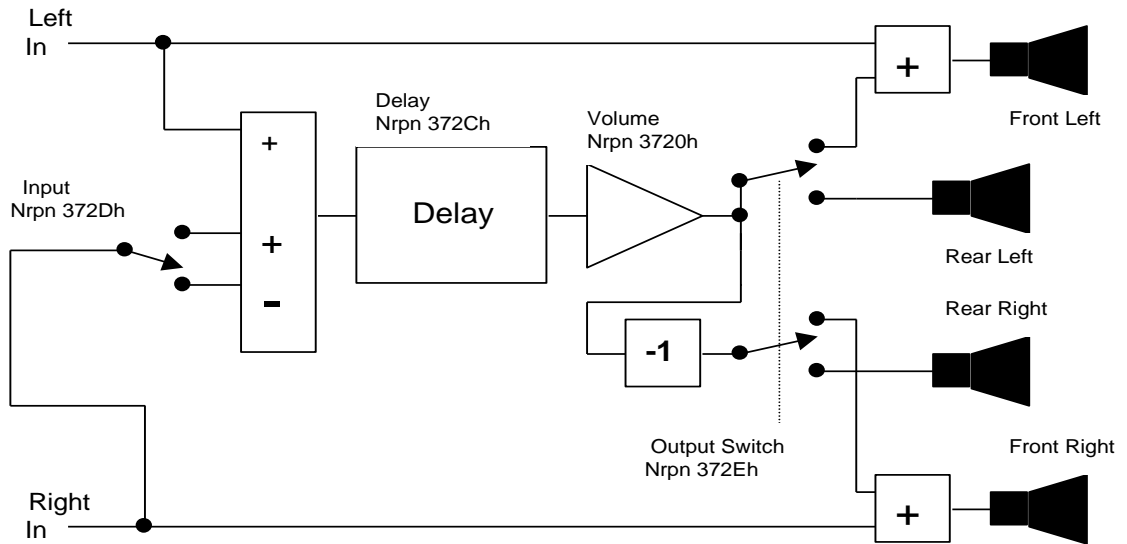 Left
In
Delay
Nrpn 372Ch
Volume
Nrpn 3720h
+
Front Left
+
Input
Nrpn 372Dh
Delay
+
-
Rear Left
Rear Right
-1
Output Switch
Nrpn 372Eh
Front Right
Right
In
+